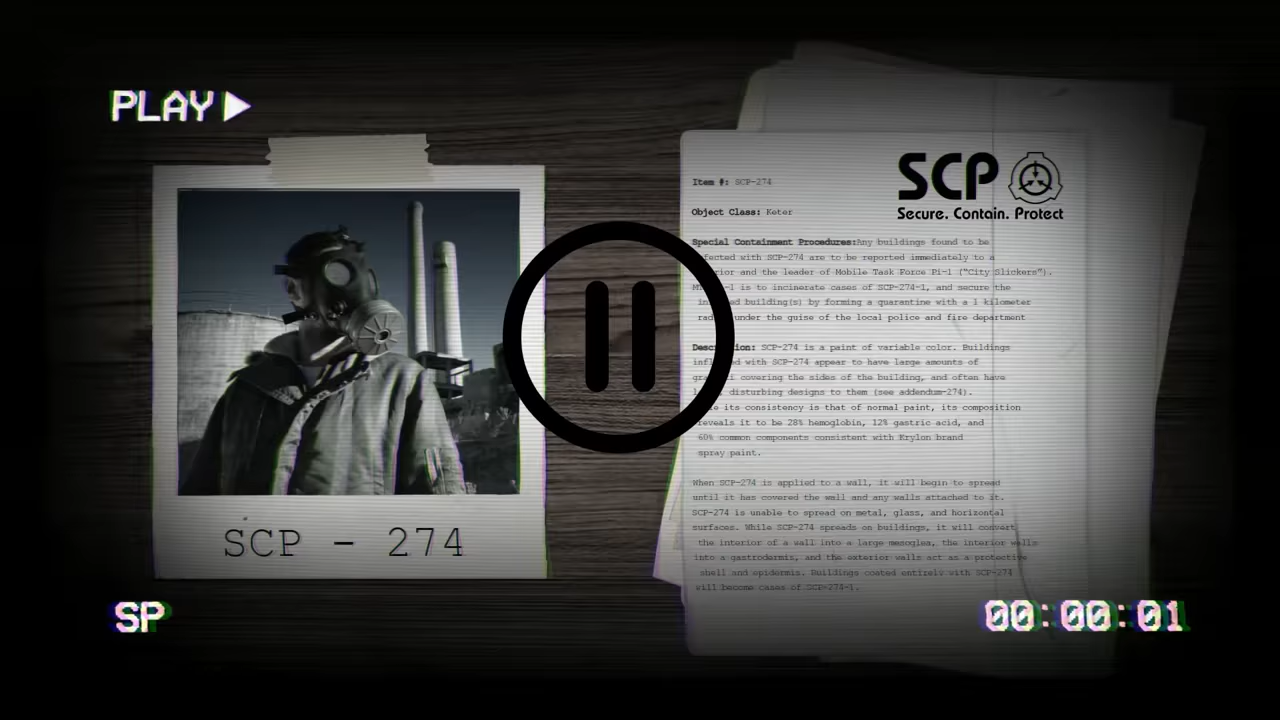 PLAY
SCP
Secure. Contain. Protect
Item #: SCP-274
Object Class: Keter
Special Containment Procedures:Any buildings found to be
with SCP-274 are to be reported immediately to a
and the leader of Mobile Task Force Pi-1 ("City Slickers").
is to incinerate cases of SCP-274-1, and secure the
building(s) by forming a quarantine with a 1 kilometer
under the guise of the local police and fire department
Description: SCP-274 is a paint of variable color. Buildings
with SCP-274 appear to have large amounts of
covering the sides of the building, and often have
disturbing designs to them (see addendum-274).
its consistency is that of normal paint, its composition
reveals it to be 28% hemoglobin, 12% gastric acid, and
60% common components consistent with Krylon brand
spray paint.
When SCP-274 is applied to a wall, it will begin to spread
until it has covered the wall and any walls attached to it.
SCP-274 is unable to spread on metal, glass, and horizontal
surfaces. While SCP-274 spreads on buildings, it will convert
the interior of a wall into a large mesoglea, the interior walls
into a gastrodermis, and the exterior walls act as a protective
shell and epidermis. Buildings coated entirely with SCP-274
will become cases of SCP-274-1.
SCP - 274
SP
00:00:01